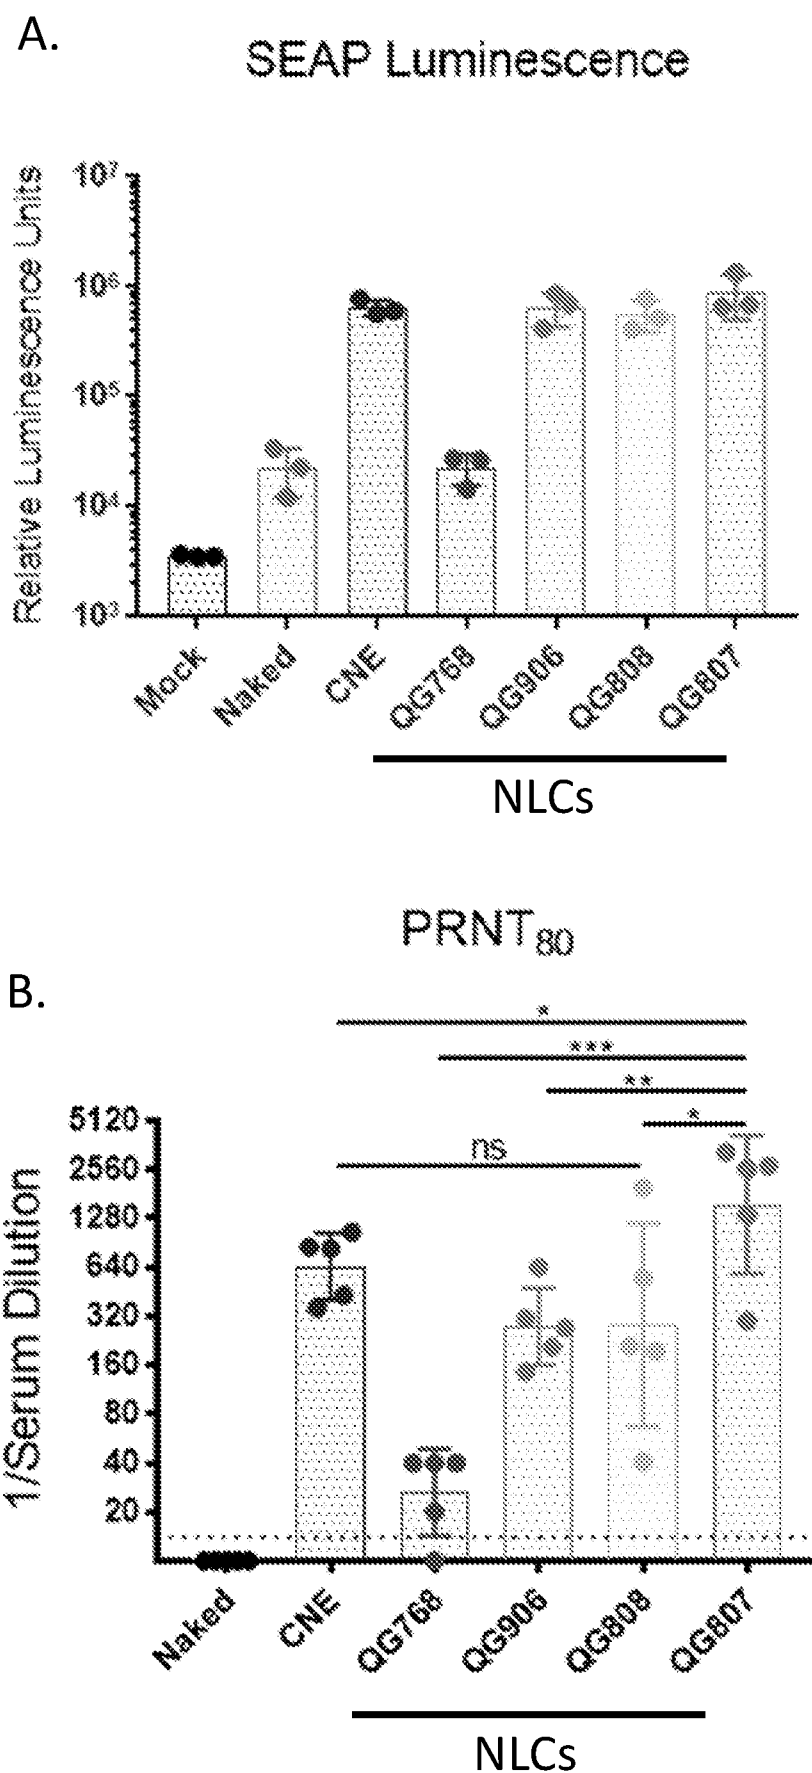 A.
SEAP Luminescence
Relative Luminescence Units
10⁷
10⁶
10⁵
10⁴
10³
Mock
Naked
CNE
QG768
QG906
QG808
QG807
NLCs
PRNT₈₀
B.
*
***
**
*
ns
1/Serum Dilution
5120
2560
1280
640
320
160
80
40
20
Naked
CNE
QG768
QG906
QG808
QG807
NLCs